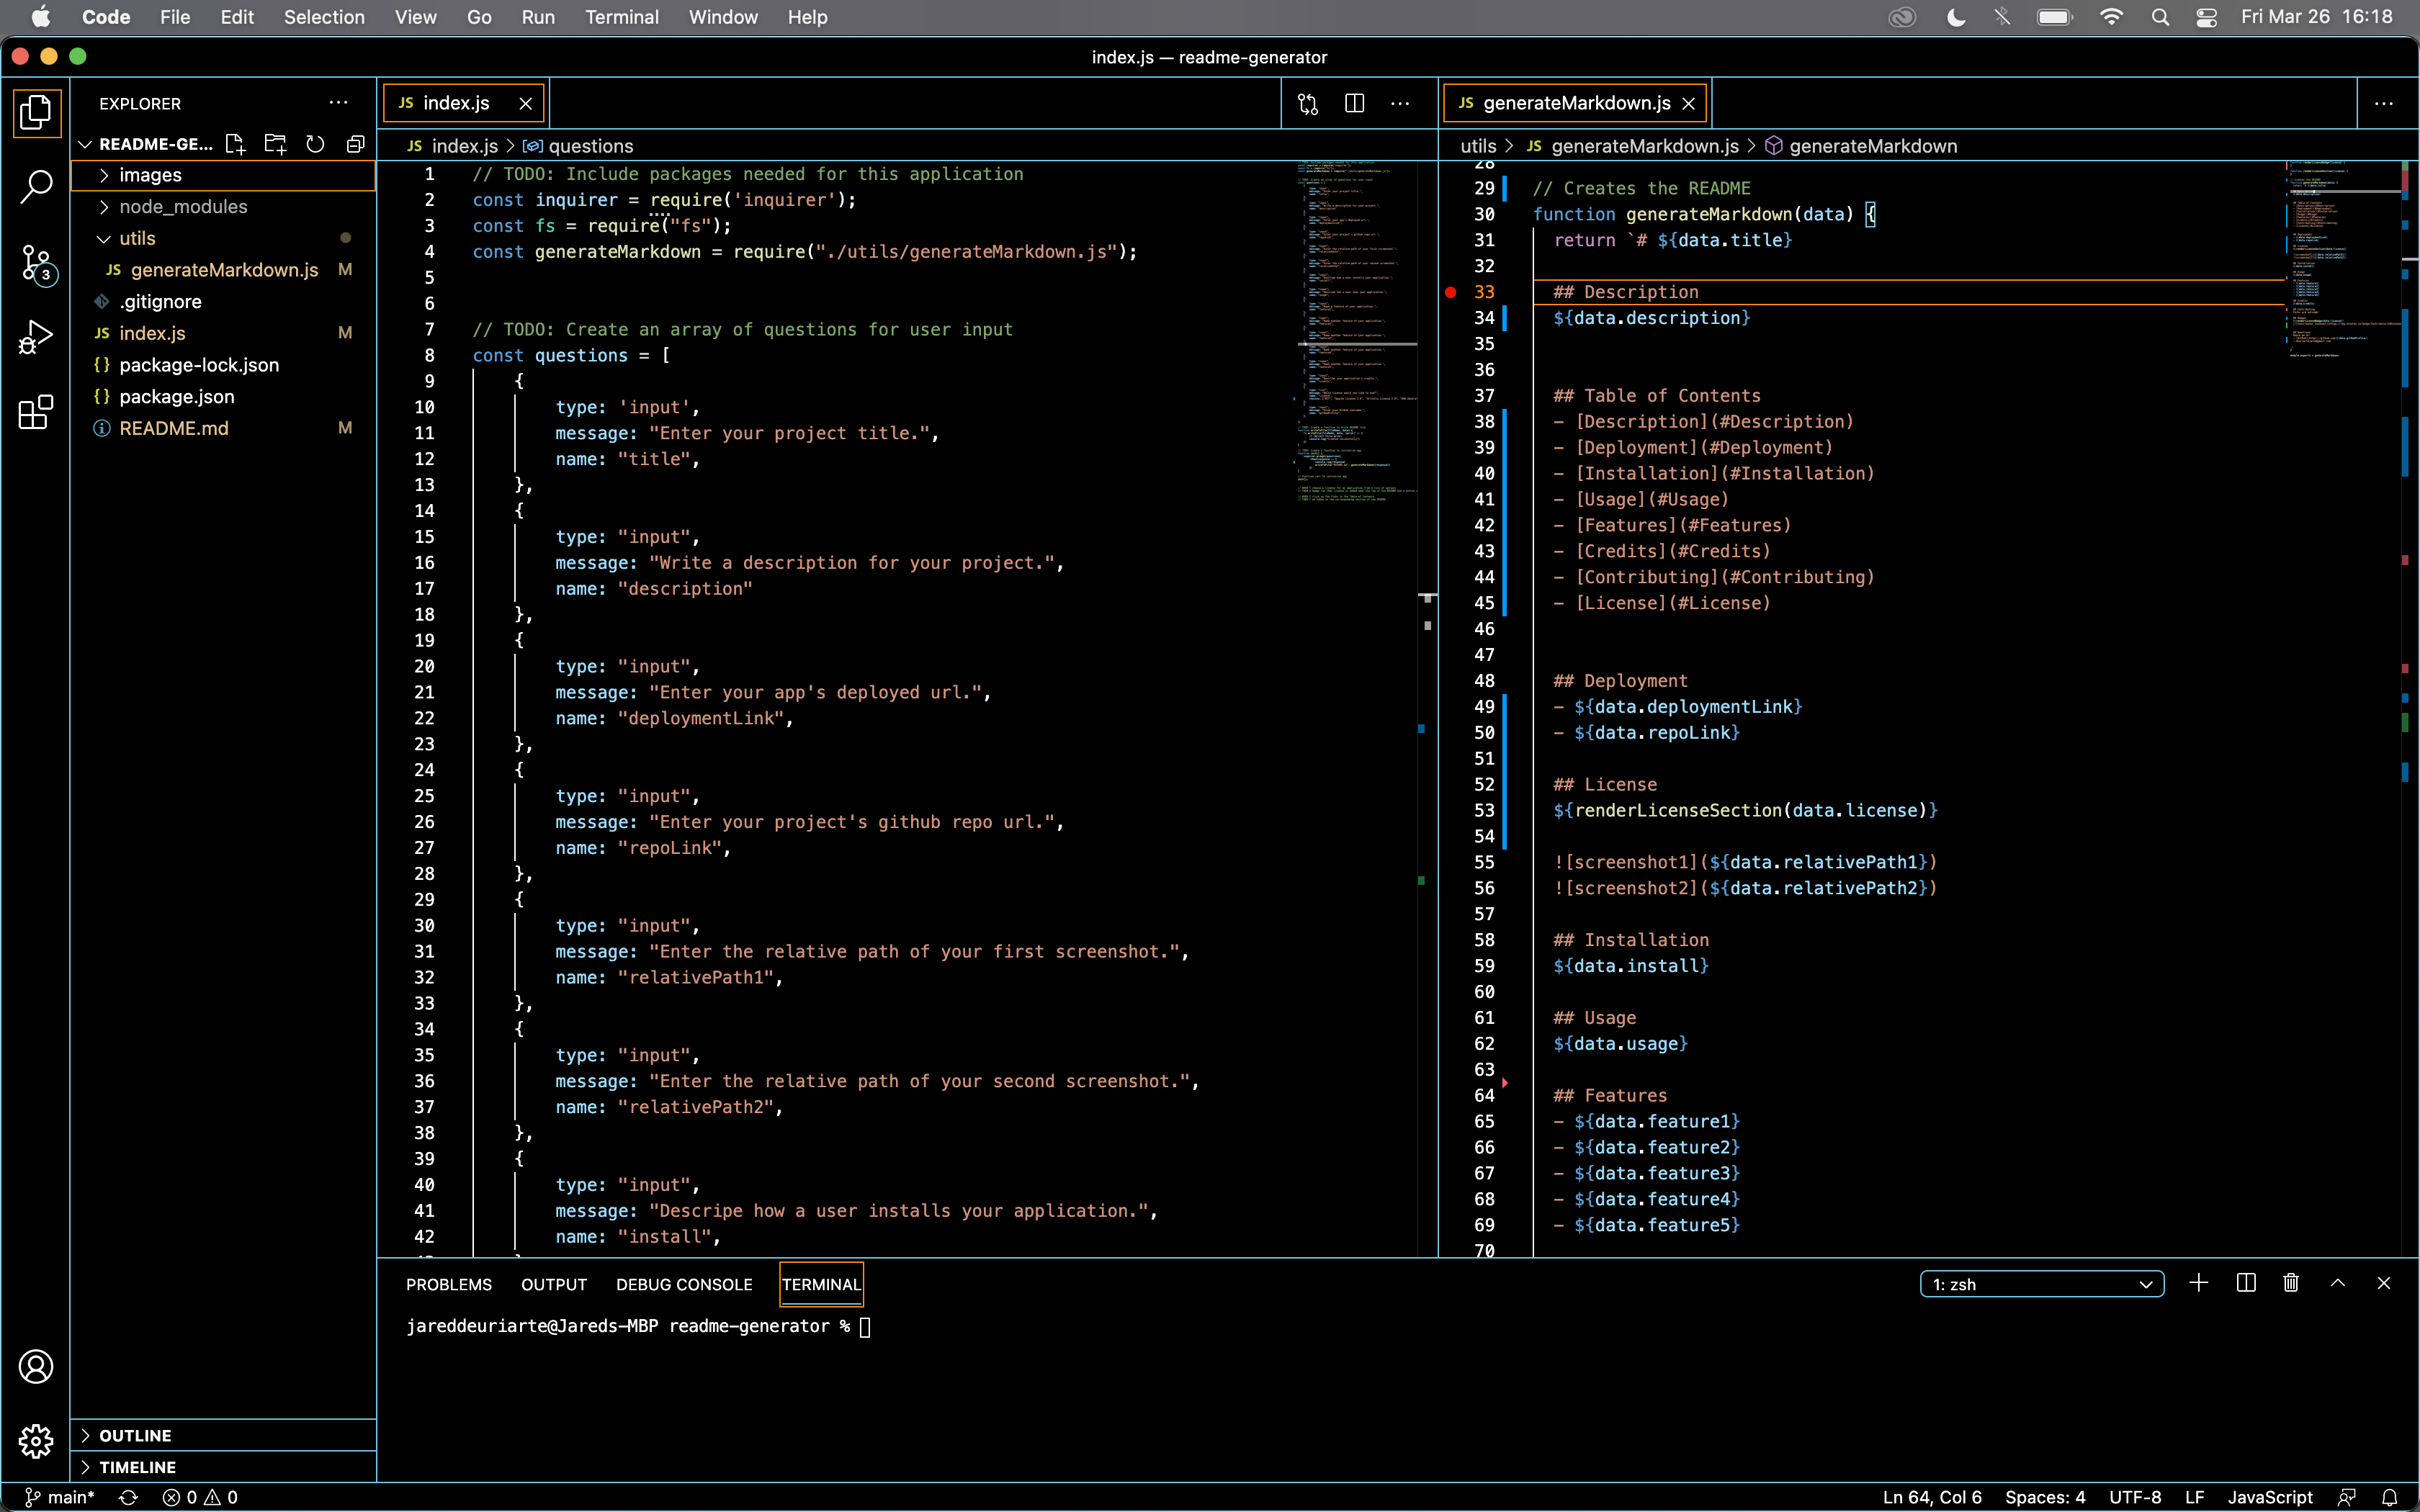 Code File Edit Selection View Go Run Terminal Window Help Fri Mar 26 16:18
index.js — readme-generator
EXPLORER
README-GE...
images
node_modules
utils
JS generateMarkdown.js M
.gitignore
JS index.js M
{} package-lock.json
{} package.json
README.md M
3
OUTLINE
TIMELINE
JS index.js
JS index.js > questions
1 // TODO: Include packages needed for this application
2 const inquirer = require('inquirer');
3 const fs = require("fs");
4 const generateMarkdown = require("./utils/generateMarkdown.js");
5
6
7 // TODO: Create an array of questions for user input
8 const questions = [
9 {
10 type: 'input',
11 message: "Enter your project title.",
12 name: "title",
13 },
14 {
15 type: "input",
16 message: "Write a description for your project.",
17 name: "description"
18 },
19 {
20 type: "input",
21 message: "Enter your app's deployed url.",
22 name: "deploymentLink",
23 },
24 {
25 type: "input",
26 message: "Enter your project's github repo url.",
27 name: "repoLink",
28 },
29 {
30 type: "input",
31 message: "Enter the relative path of your first screenshot.",
32 name: "relativePath1",
33 },
34 {
35 type: "input",
36 message: "Enter the relative path of your second screenshot.",
37 name: "relativePath2",
38 },
39 {
40 type: "input",
41 message: "Descripe how a user installs your application.",
42 name: "install",
JS generateMarkdown.js
utils > JS generateMarkdown.js > generateMarkdown
28
29 // Creates the README
30 function generateMarkdown(data) {
31 return `# ${data.title}
32
33 ## Description
34 ${data.description}
35
36
37 ## Table of Contents
38 - [Description](#Description)
39 - [Deployment](#Deployment)
40 - [Installation](#Installation)
41 - [Usage](#Usage)
42 - [Features](#Features)
43 - [Credits](#Credits)
44 - [Contributing](#Contributing)
45 - [License](#License)
46
47
48 ## Deployment
49 - ${data.deploymentLink}
50 - ${data.repoLink}
51
52 ## License
53 ${renderLicenseSection(data.license)}
54
55 ![screenshot1](${data.relativePath1})
56 ![screenshot2](${data.relativePath2})
57
58 ## Installation
59 ${data.install}
60
61 ## Usage
62 ${data.usage}
63
64 ## Features
65 - ${data.feature1}
66 - ${data.feature2}
67 - ${data.feature3}
68 - ${data.feature4}
69 - ${data.feature5}
70
PROBLEMS OUTPUT DEBUG CONSOLE TERMINAL 1: zsh
jareddeuriarte@Jareds-MBP readme-generator %
main* 0 0 Ln 64, Col 6 Spaces: 4 UTF-8 LF JavaScript